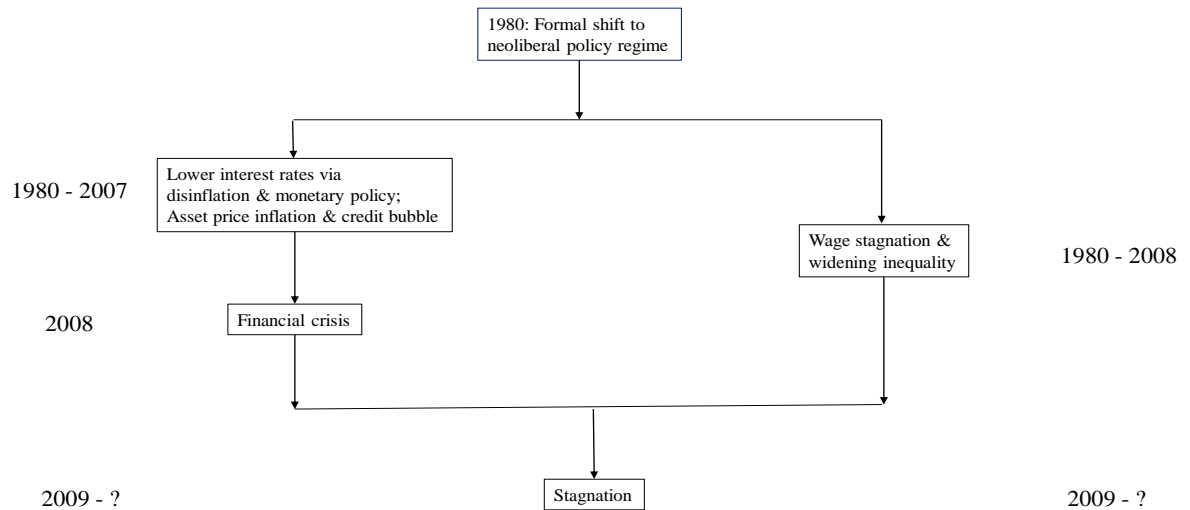 1980: Formal shift to
neoliberal policy regime
1980 - 2007
Lower interest rates via
disinflation & monetary policy;
Asset price inflation & credit bubble
Wage stagnation &
widening inequality
1980 - 2008
2008
Financial crisis
2009 - ?
Stagnation
2009 - ?